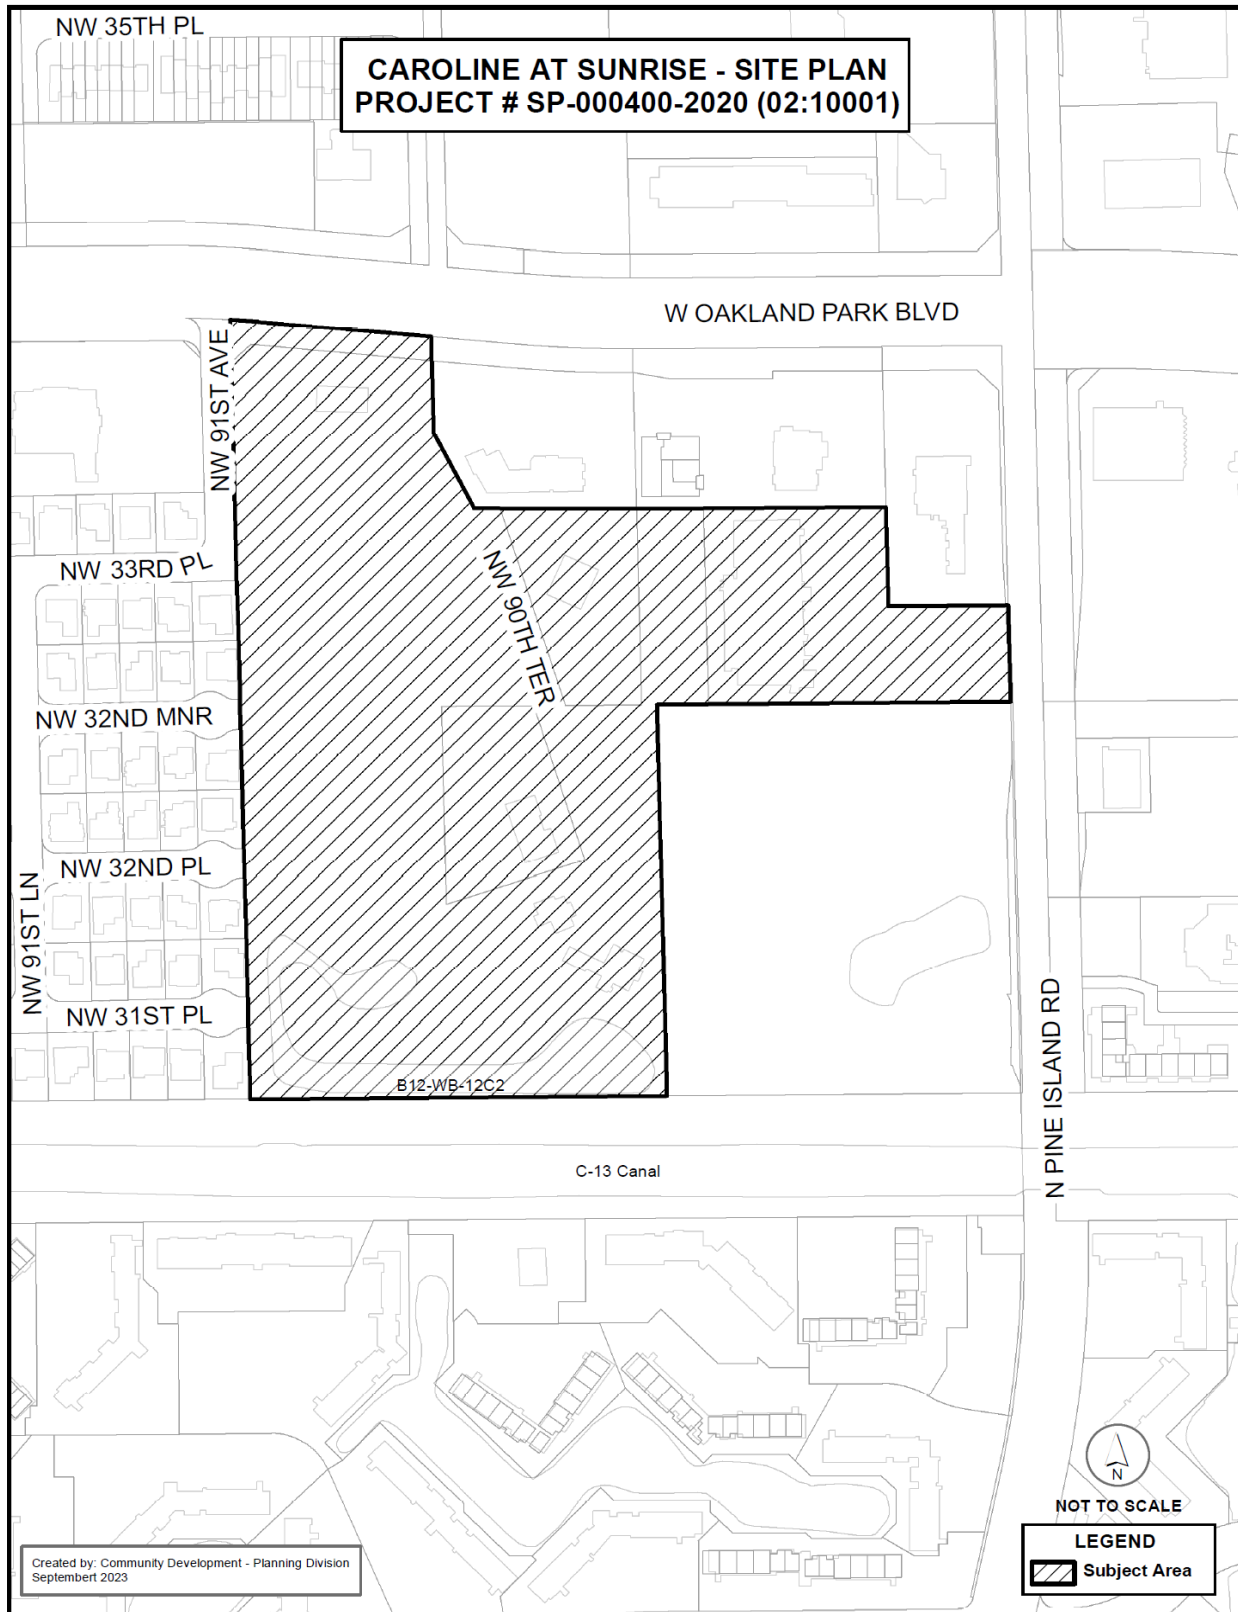 NW 35TH PL
CAROLINE AT SUNRISE - SITE PLAN
PROJECT # SP-000400-2020 (02:10001)
W OAKLAND PARK BLVD
NW 91ST AVE
NW 33RD PL
NW 90TH TER
NW 32ND MNR
NW 32ND PL
NW 91ST LN
NW 31ST PL
N PINE ISLAND RD
B12-WB-12C2
C-13 Canal
N
NOT TO SCALE
LEGEND
Subject Area
Created by: Community Development - Planning Division
Septembert 2023